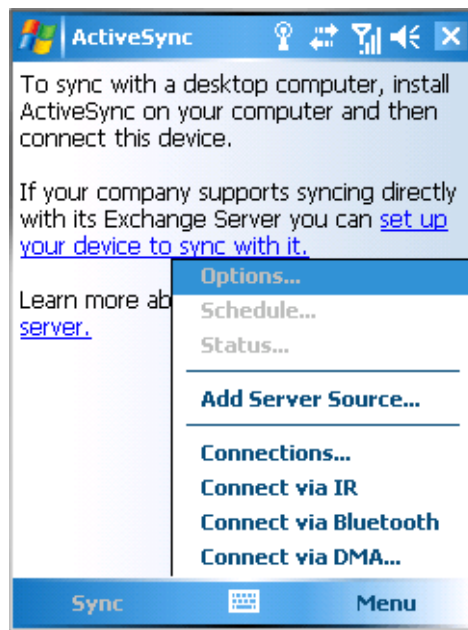 ActiveSync
To sync with a desktop computer, install
ActiveSync on your computer and then
connect this device.
If your company supports syncing directly
with its Exchange Server you can set up
your device to sync with it.
Learn more ab
server.
Options...
Schedule...
Status...
Add Server Source...
Connections...
Connect via IR
Connect via Bluetooth
Connect via DMA...
Sync
Menu